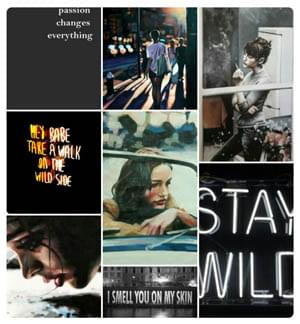 passion
changes
everything
HEY BABE
TAKE A WALK
ON THE
WILD SIDE
STAY
WILD
I SMELL YOU ON MY SKIN